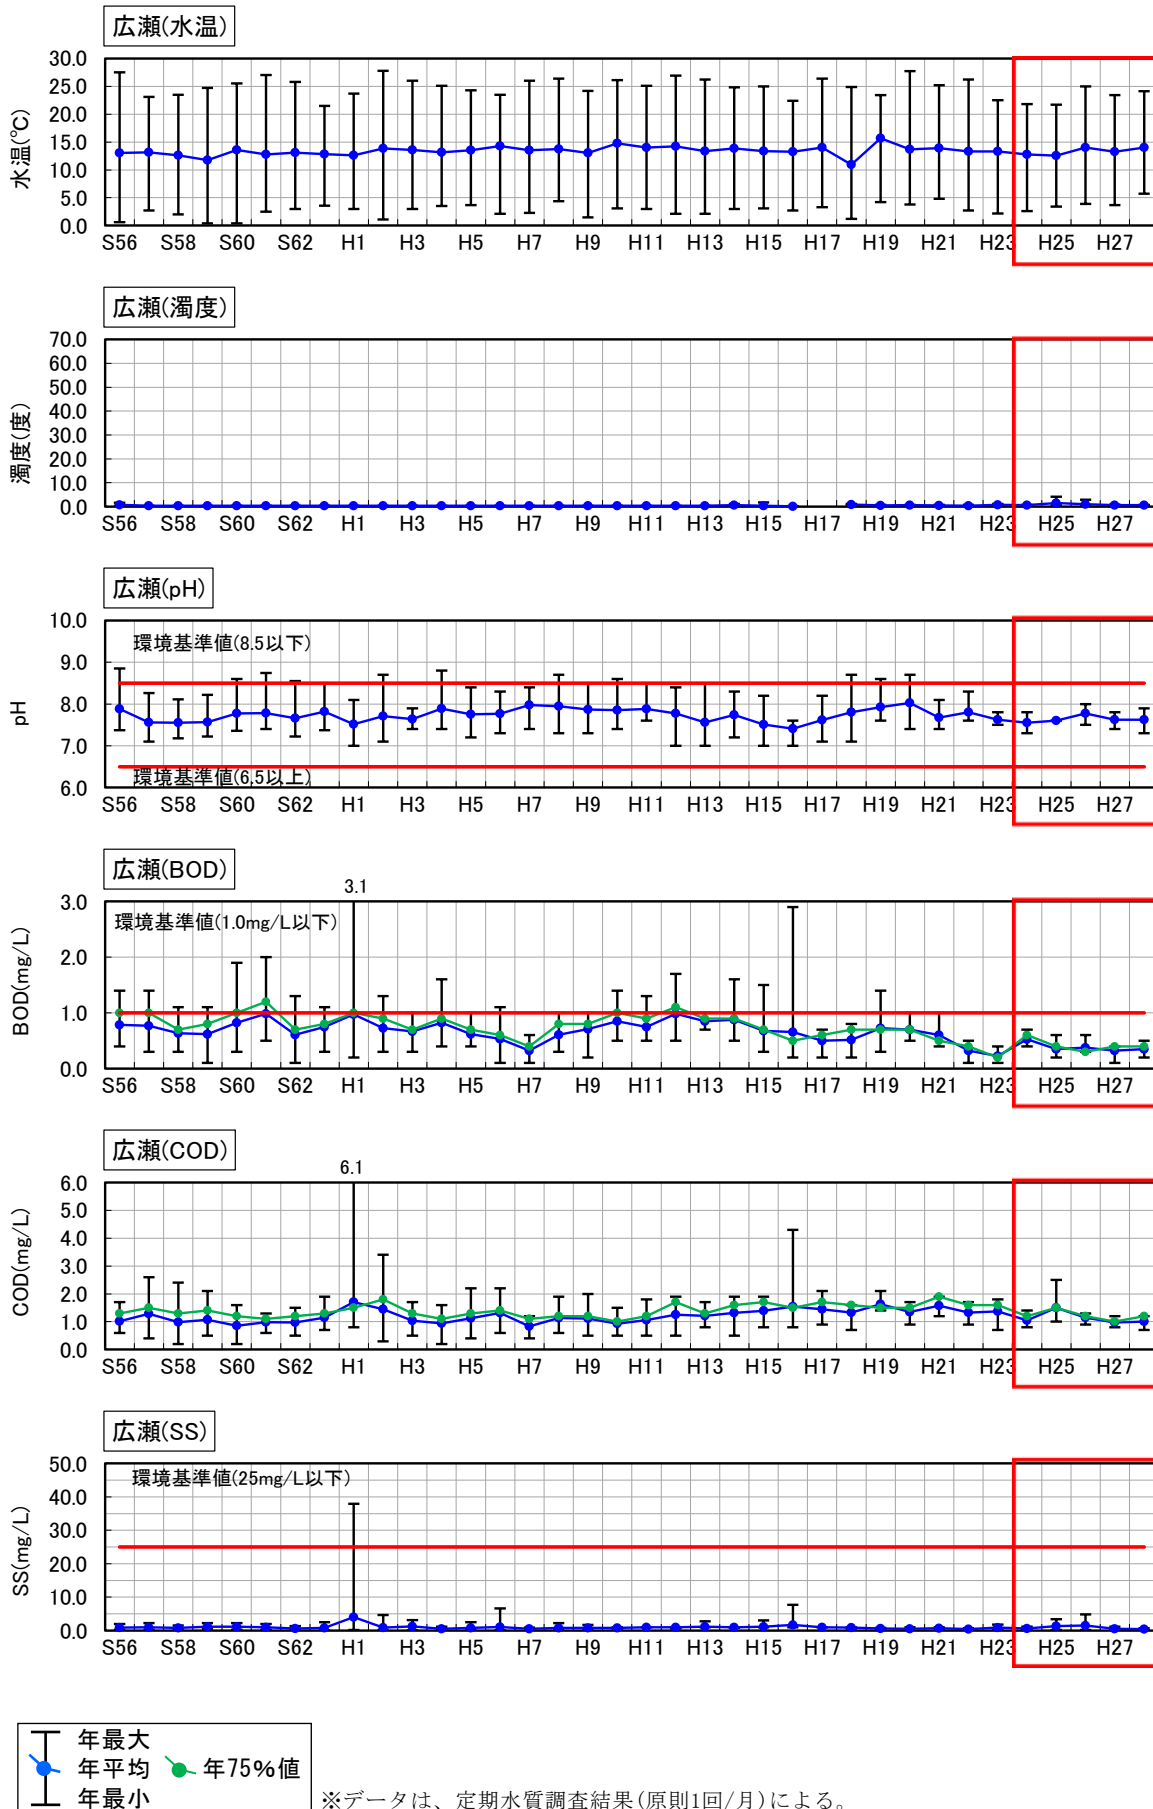 広瀬(水温)
30.0
25.0
20.0
15.0
10.0
5.0
0.0
水温(℃)
S56 S58 S60 S62 H1 H3 H5 H7 H9 H11 H13 H15 H17 H19 H21 H23 H25 H27
広瀬(濁度)
70.0
60.0
50.0
40.0
30.0
20.0
10.0
0.0
濁度(度)
S56 S58 S60 S62 H1 H3 H5 H7 H9 H11 H13 H15 H17 H19 H21 H23 H25 H27
広瀬(pH)
10.0
9.0
8.0
7.0
6.0
pH
環境基準値(8.5以下)
環境基準値(6.5以上)
S56 S58 S60 S62 H1 H3 H5 H7 H9 H11 H13 H15 H17 H19 H21 H23 H25 H27
広瀬(BOD)
3.1
3.0
2.0
1.0
0.0
BOD(mg/L)
環境基準値(1.0mg/L以下)
S56 S58 S60 S62 H1 H3 H5 H7 H9 H11 H13 H15 H17 H19 H21 H23 H25 H27
広瀬(COD)
6.1
6.0
5.0
4.0
3.0
2.0
1.0
0.0
COD(mg/L)
S56 S58 S60 S62 H1 H3 H5 H7 H9 H11 H13 H15 H17 H19 H21 H23 H25 H27
広瀬(SS)
50.0
40.0
30.0
20.0
10.0
0.0
SS(mg/L)
環境基準値(25mg/L以下)
S56 S58 S60 S62 H1 H3 H5 H7 H9 H11 H13 H15 H17 H19 H21 H23 H25 H27
年最大
年平均 年75%値
年最小
※データは、定期水質調査結果(原則1回/月)による。